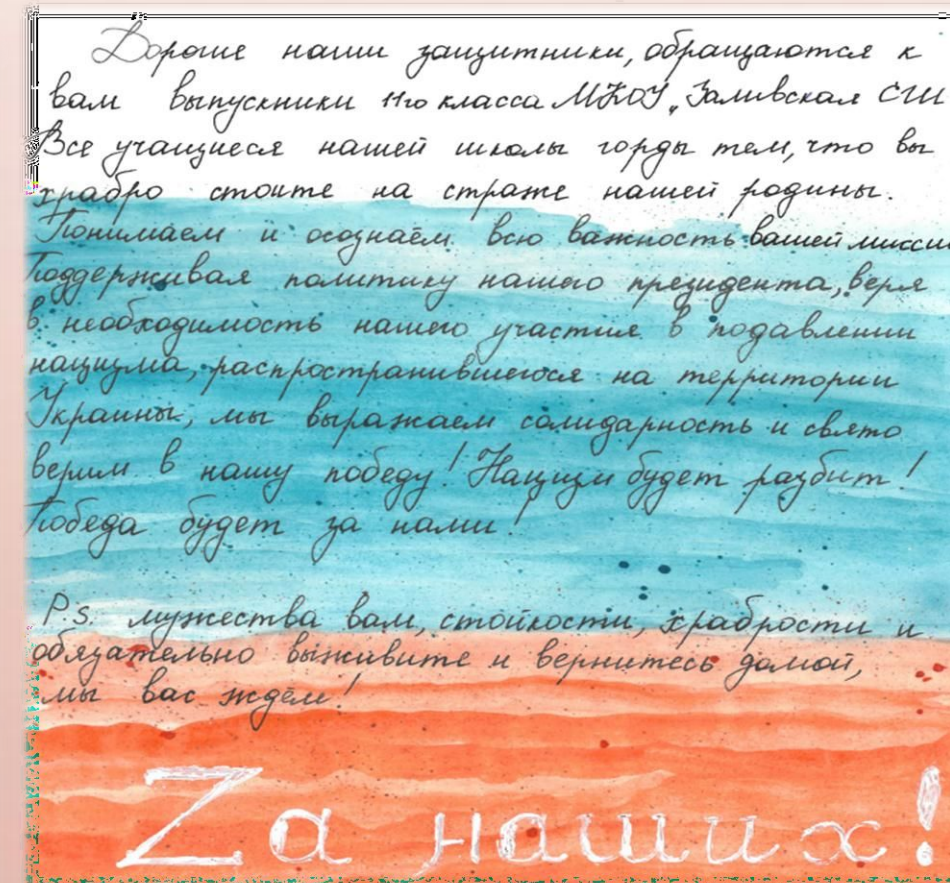 Дорогие наши защитники, обращаются к
вам выпускники 11го класса МКОУ „Заливская СШ
Все учащиеся нашей школы горды тем, что вы
храбро стоите на страже нашей родины.
Понимаем и осознаём всю важность вашей миссии
Поддерживая политику нашего президента, веря
в необходимость нашего участия в подавлении
нацизма, распространившегося на территории
Украины, мы выражаем солидарность и свято
верим в нашу победу! Нацизм будет разбит!
Победа будет за нами!
P.s. мужества вам, стойкости, храбрости и
обязательно выживите и вернитесь домой,
мы вас ждём!
Zа наших!